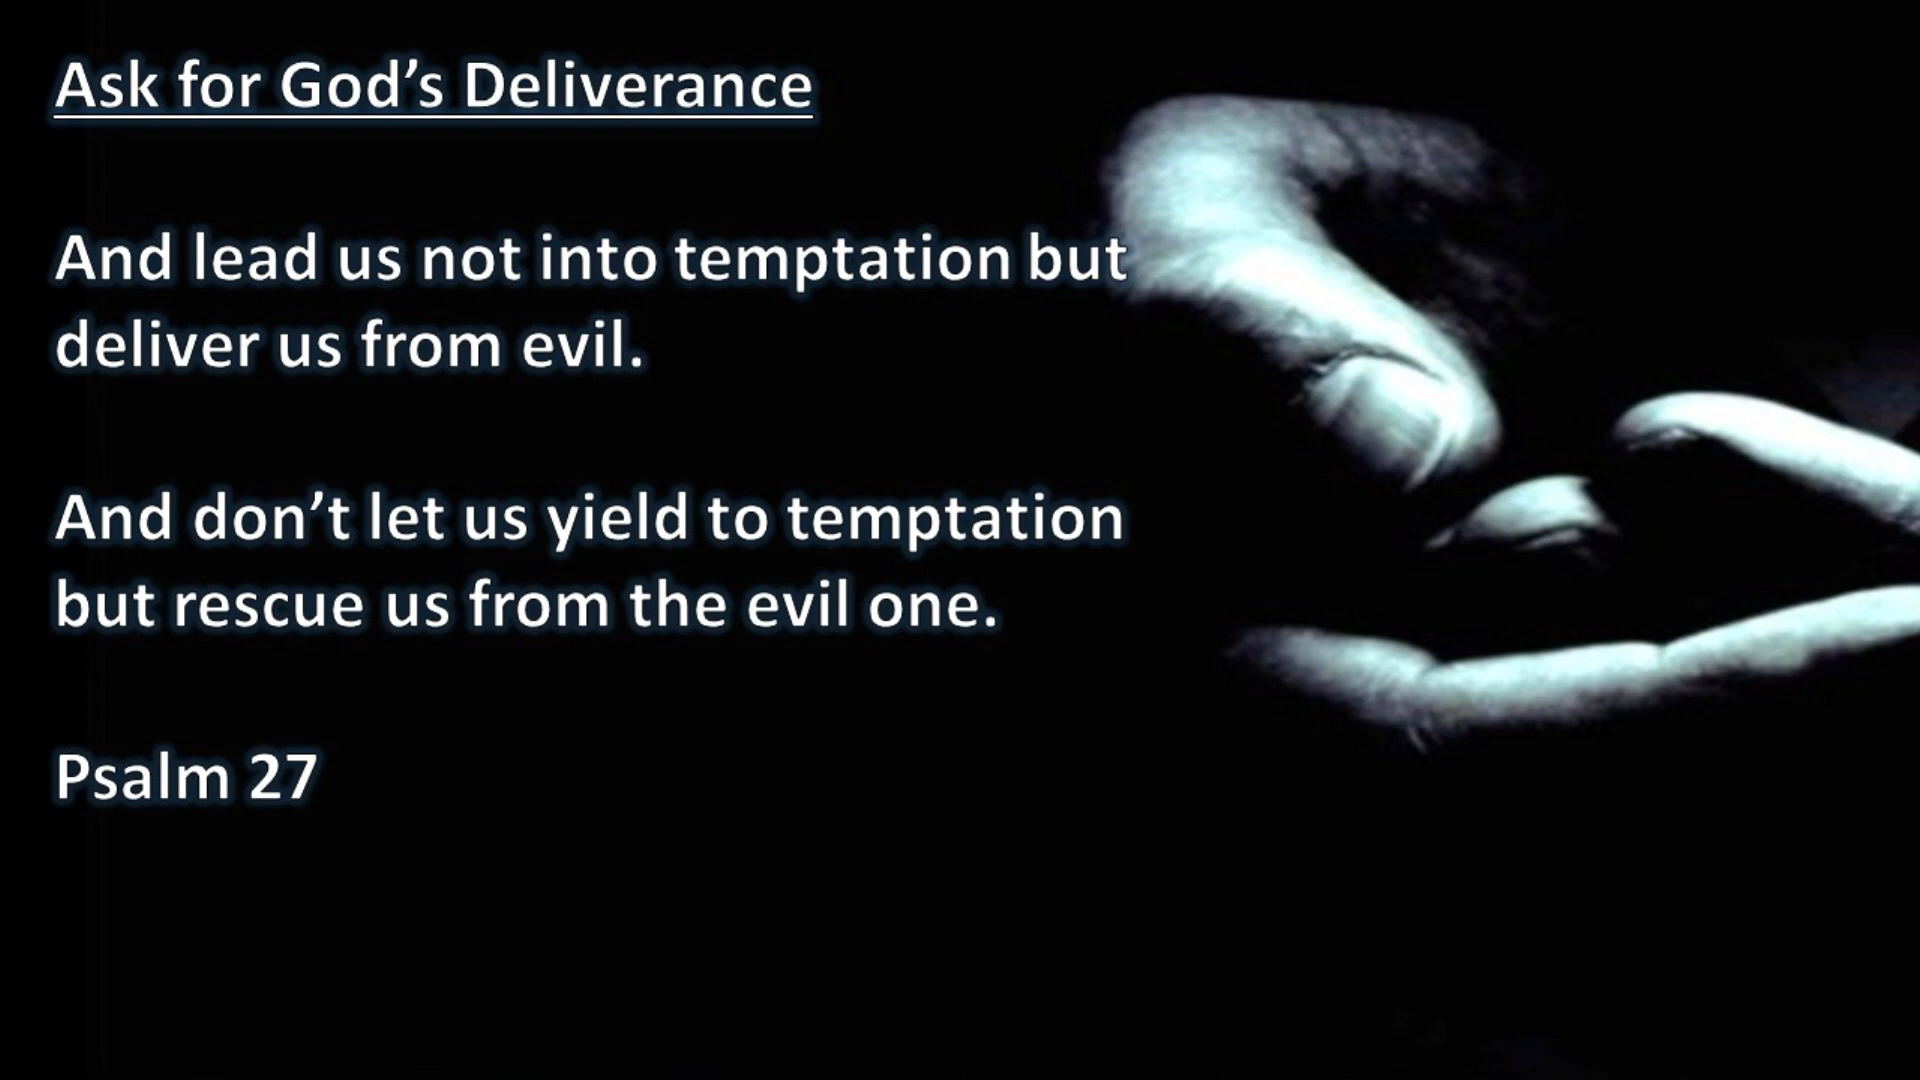 Ask for God’s Deliverance
And lead us not into temptation but
deliver us from evil.
And don’t let us yield to temptation
but rescue us from the evil one.
Psalm 27